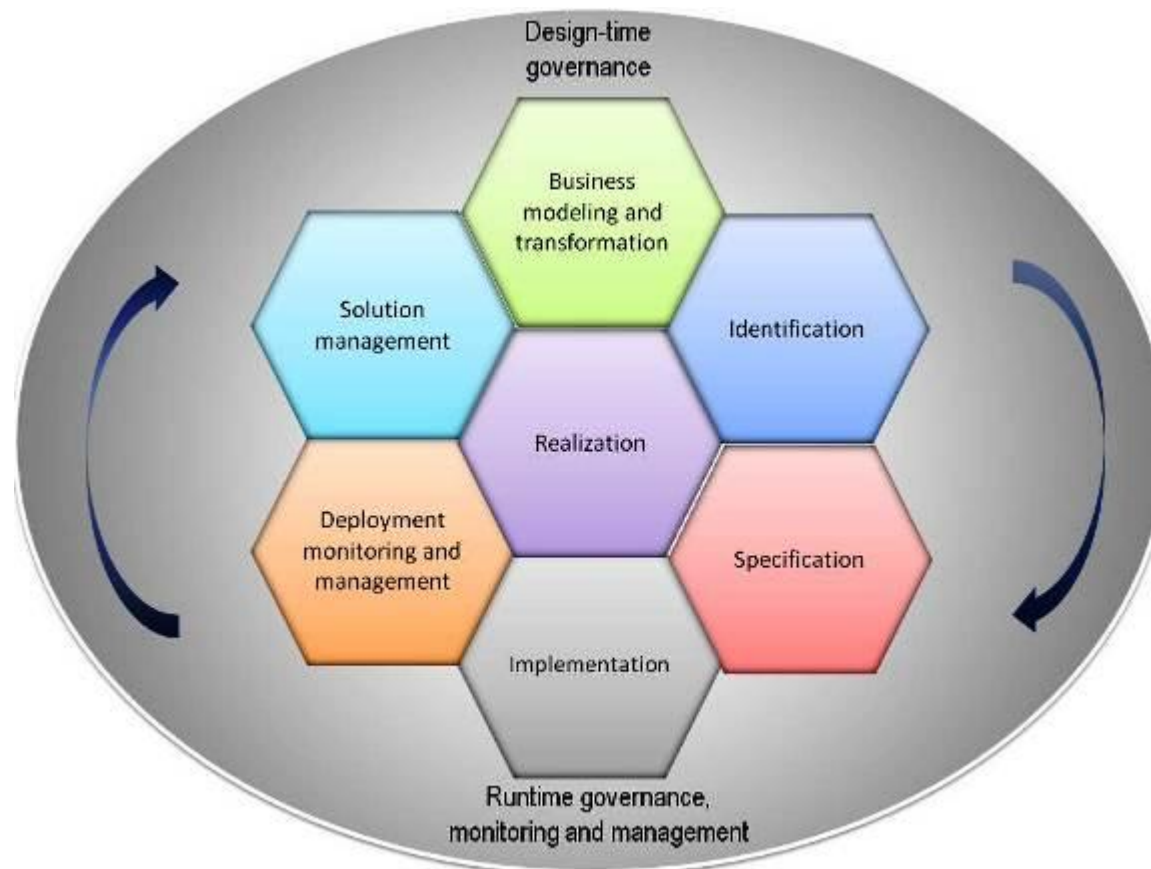 Design-time
governance
Business
modeling and
transformation
Solution
management
Identification
Realization
Deployment
monitoring and
management
Specification
Implementation
Runtime governance,
monitoring and management